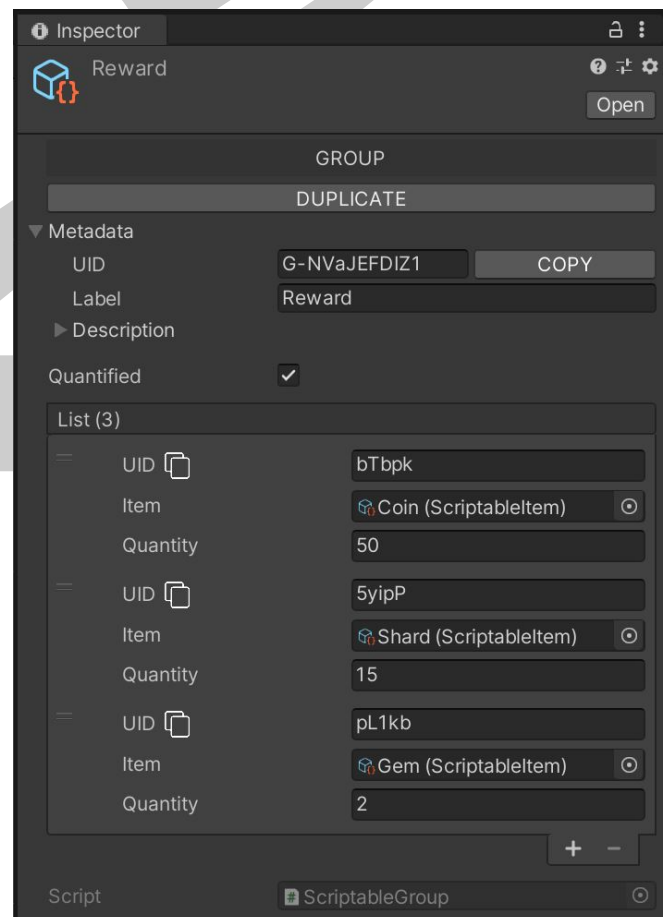 Inspector
Reward
Open
GROUP
DUPLICATE
Metadata
UID G-NVaJEFDIZ1 COPY
Label Reward
Description
Quantified
List (3)
UID bTbpk
Item Coin (ScriptableItem)
Quantity 50
UID 5yipP
Item Shard (ScriptableItem)
Quantity 15
UID pL1kb
Item Gem (ScriptableItem)
Quantity 2
Script ScriptableGroup